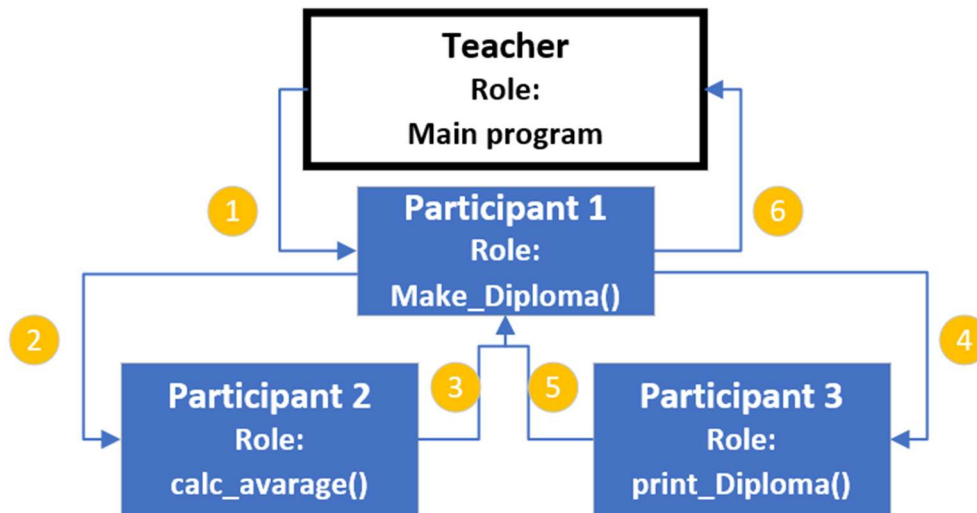 Teacher
Role:
Main program
1
6
Participant 1
Role:
Make_Diploma()
2
4
3
5
Participant 2
Role:
calc_avarage()
Participant 3
Role:
print_Diploma()